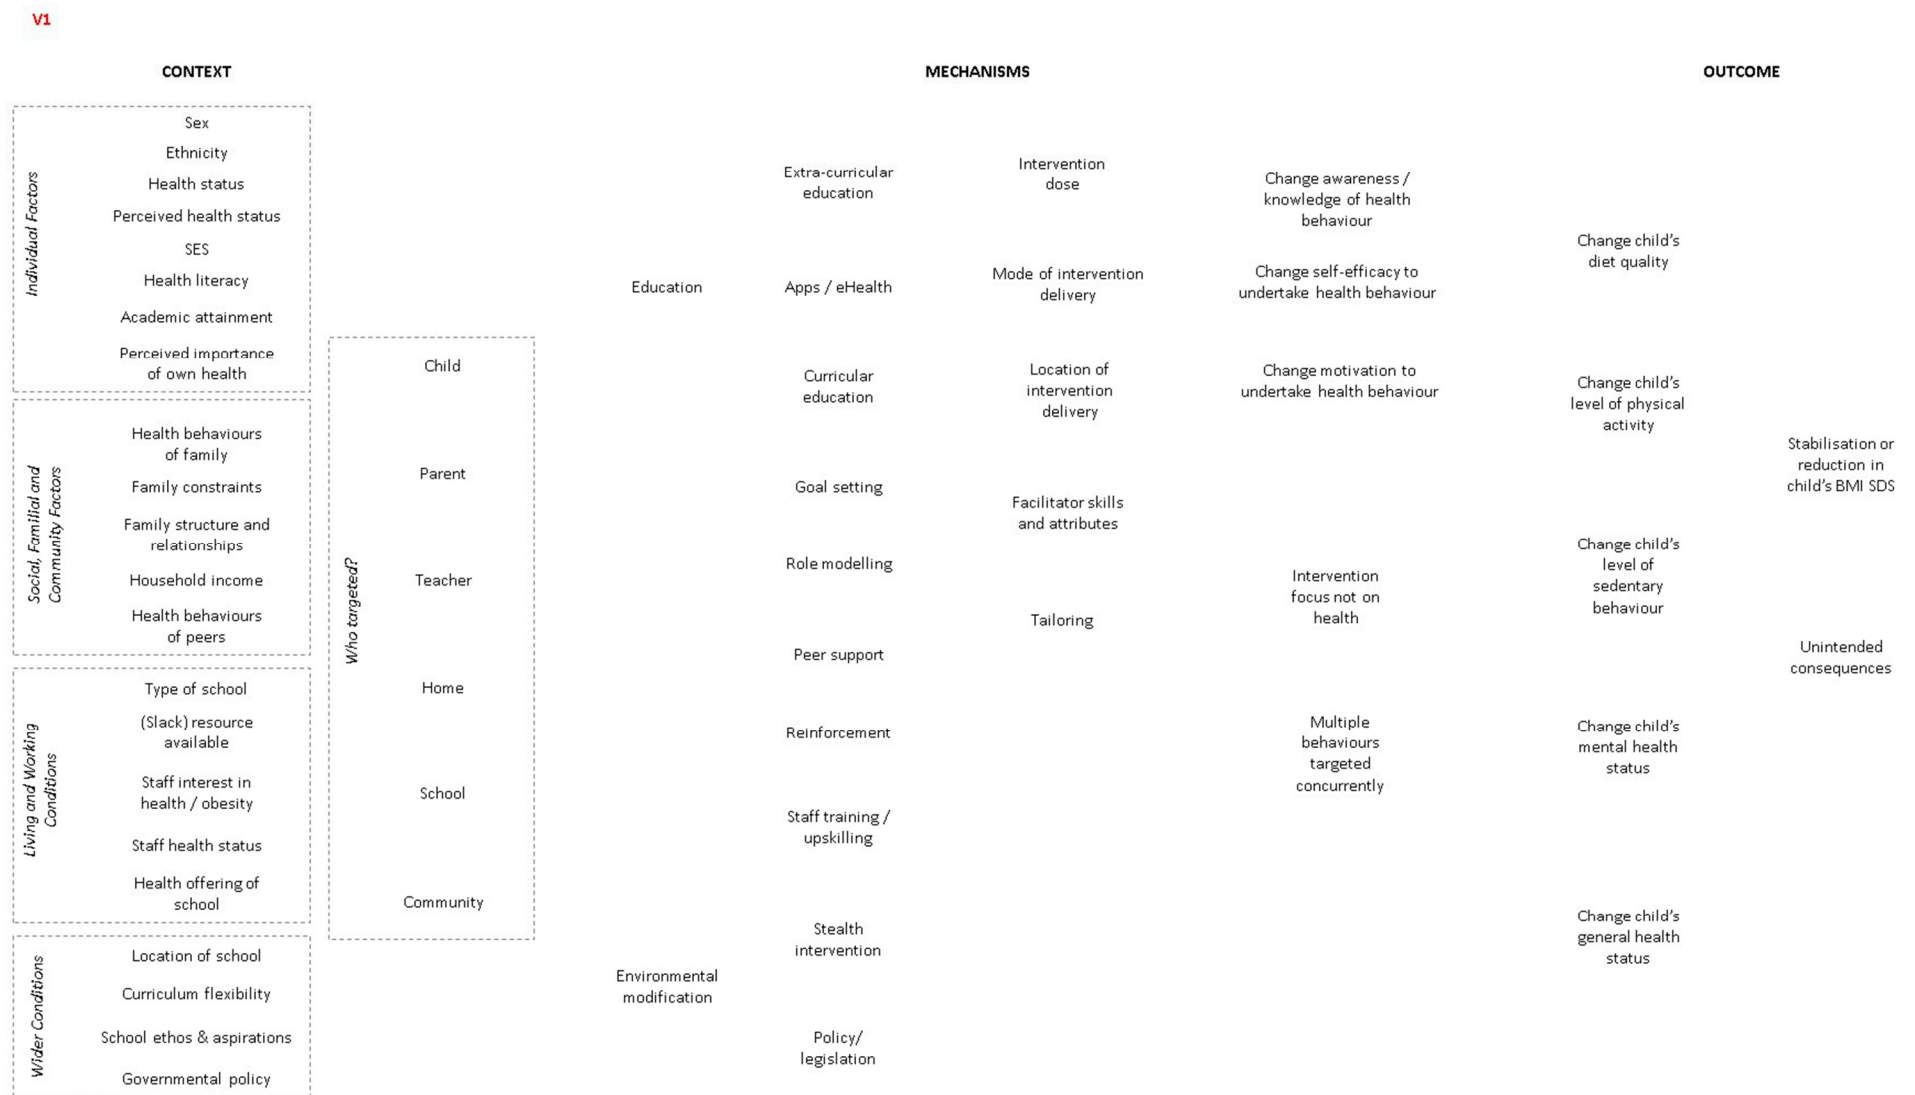 V1
CONTEXT
MECHANISMS
OUTCOME
Individual Factors
Sex
Ethnicity
Health status
Perceived health status
SES
Health literacy
Academic attainment
Perceived importance
of own health
Social, Familial and
Community Factors
Health behaviours
of family
Family constraints
Family structure and
relationships
Household income
Health behaviours
of peers
Living and Working
Conditions
Type of school
(Slack) resource
available
Staff interest in
health / obesity
Staff health status
Health offering of
school
Wider Conditions
Location of school
Curriculum flexibility
School ethos & aspirations
Governmental policy
Who targeted?
Child
Parent
Teacher
Home
School
Community
Education
Environmental
modification
Extra-curricular
education
Apps / eHealth
Curricular
education
Goal setting
Role modelling
Peer support
Reinforcement
Staff training /
upskilling
Stealth
intervention
Policy/
legislation
Intervention
dose
Mode of intervention
delivery
Location of
intervention
delivery
Facilitator skills
and attributes
Tailoring
Change awareness /
knowledge of health
behaviour
Change self-efficacy to
undertake health behaviour
Change motivation to
undertake health behaviour
Intervention
focus not on
health
Multiple
behaviours
targeted
concurrently
Change child's
diet quality
Change child's
level of physical
activity
Change child's
level of
sedentary
behaviour
Change child's
mental health
status
Change child's
general health
status
Stabilisation or
reduction in
child's BMI SDS
Unintended
consequences